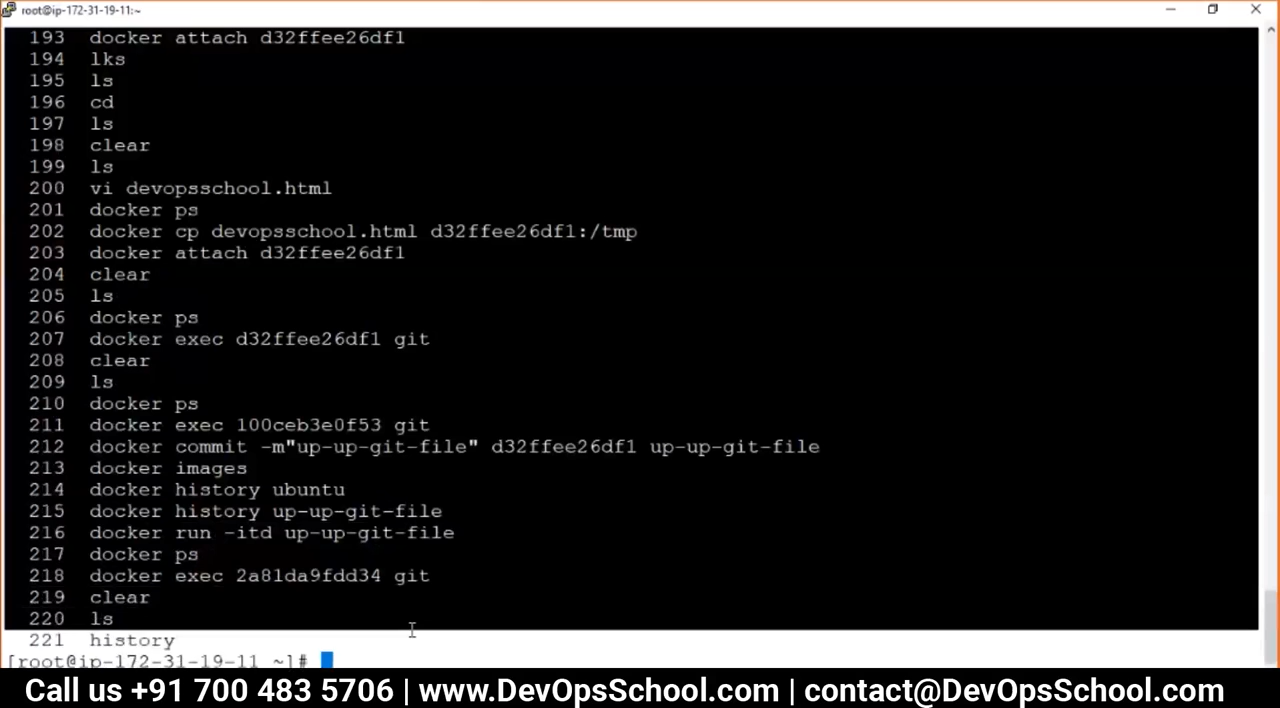 root@ip-172-31-19-11:~
193 docker attach d32ffee26df1
194 lks
195 ls
196 cd
197 ls
198 clear
199 ls
200 vi devopsschool.html
201 docker ps
202 docker cp devopsschool.html d32ffee26df1:/tmp
203 docker attach d32ffee26df1
204 clear
205 ls
206 docker ps
207 docker exec d32ffee26df1 git
208 clear
209 ls
210 docker ps
211 docker exec 100ceb3e0f53 git
212 docker commit -m"up-up-git-file" d32ffee26df1 up-up-git-file
213 docker images
214 docker history ubuntu
215 docker history up-up-git-file
216 docker run -itd up-up-git-file
217 docker ps
218 docker exec 2a81da9fdd34 git
219 clear
220 ls
221 history
[root@ip-172-31-19-11 ~]#
Call us +91 700 483 5706 | www.DevOpsSchool.com | contact@DevOpsSchool.com